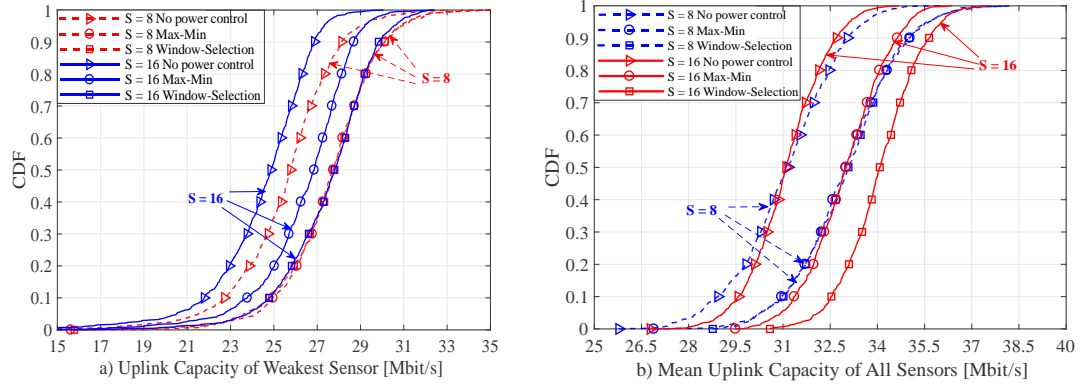 S = 8 No power control
S = 8 Max-Min
S = 8 Window-Selection
S = 16 No power control
S = 16 Max-Min
S = 16 Window-Selection
S = 8
S = 16
CDF
1
0.9
0.8
0.7
0.6
0.5
0.4
0.3
0.2
0.1
0
15 17 19 21 23 25 27 29 31 33 35
a) Uplink Capacity of Weakest Sensor [Mbit/s]
S = 8 No power control
S = 8 Max-Min
S = 8 Window-Selection
S = 16 No power control
S = 16 Max-Min
S = 16 Window-Selection
S = 16
S = 8
CDF
1
0.9
0.8
0.7
0.6
0.5
0.4
0.3
0.2
0.1
0
25 26.5 28 29.5 31 32.5 34 35.5 37 38.5 40
b) Mean Uplink Capacity of All Sensors [Mbit/s]